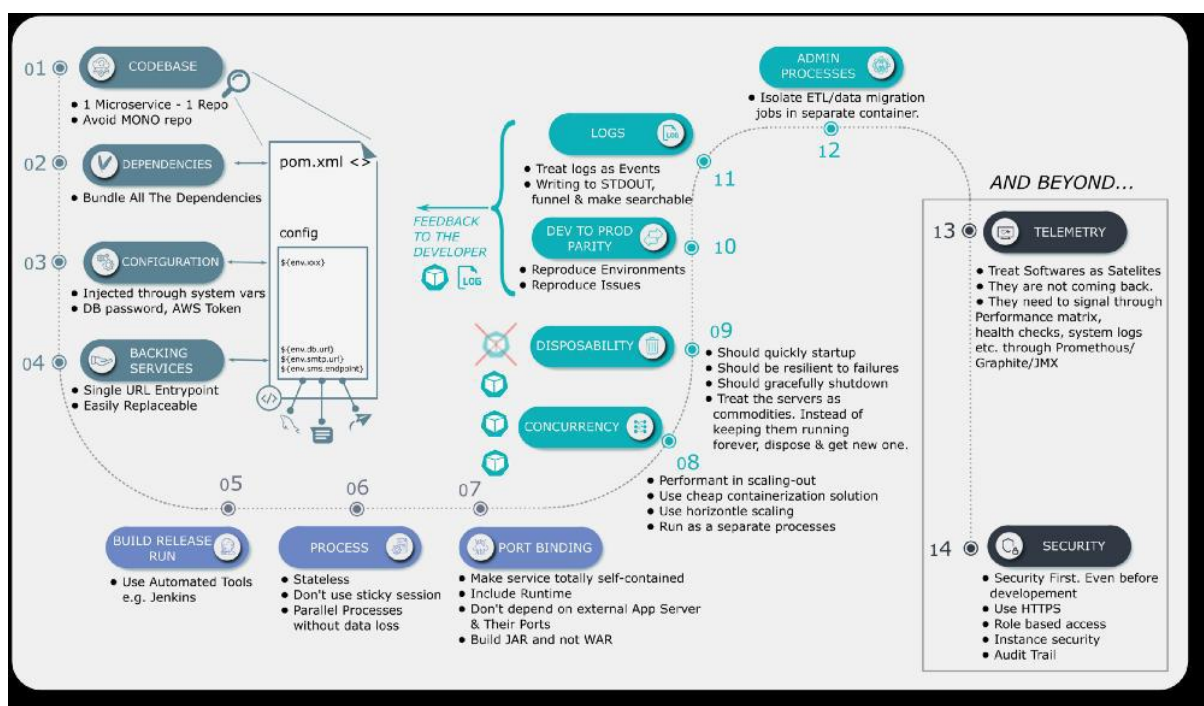 01
CODEBASE
● 1 Microservice - 1 Repo
● Avoid MONO repo
02
DEPENDENCIES
● Bundle All The Dependencies
03
CONFIGURATION
● Injected through system vars
● DB password, AWS Token
04
BACKING
SERVICES
● Single URL Entrypoint
● Easily Replaceable
pom.xml <>
config
${env.xxx}
${env.db.url}
${env.smtp.url}
${env.sms.endpoint}
</>
05
BUILD RELEASE
RUN
● Use Automated Tools
e.g. Jenkins
06
PROCESS
● Stateless
● Don't use sticky session
● Parallel Processes
without data loss
07
PORT BINDING
● Make service totally self-contained
● Include Runtime
● Don't depend on external App Server
& Their Ports
● Build JAR and not WAR
08
CONCURRENCY
● Performant in scaling-out
● Use cheap containerization solution
● Use horizontle scaling
● Run as a separate processes
09
DISPOSABILITY
● Should quickly startup
● Should be resilient to failures
● Should gracefully shutdown
● Treat the servers as
commodities. Instead of
keeping them running
forever, dispose & get new one.
10
DEV TO PROD
PARITY
● Reproduce Environments
● Reproduce Issues
11
LOGS
LOG
● Treat logs as Events
● Writing to STDOUT,
funnel & make searchable
FEEDBACK
TO THE
DEVELOPER
LOG
12
ADMIN
PROCESSES
● Isolate ETL/data migration
jobs in separate container.
AND BEYOND...
13
TELEMETRY
● Treat Softwares as Satelites
● They are not coming back.
● They need to signal through
Performance matrix,
health checks, system logs
etc. through Promethous/
Graphite/JMX
14
SECURITY
● Security First. Even before
developement
● Use HTTPS
● Role based access
● Instance security
● Audit Trail